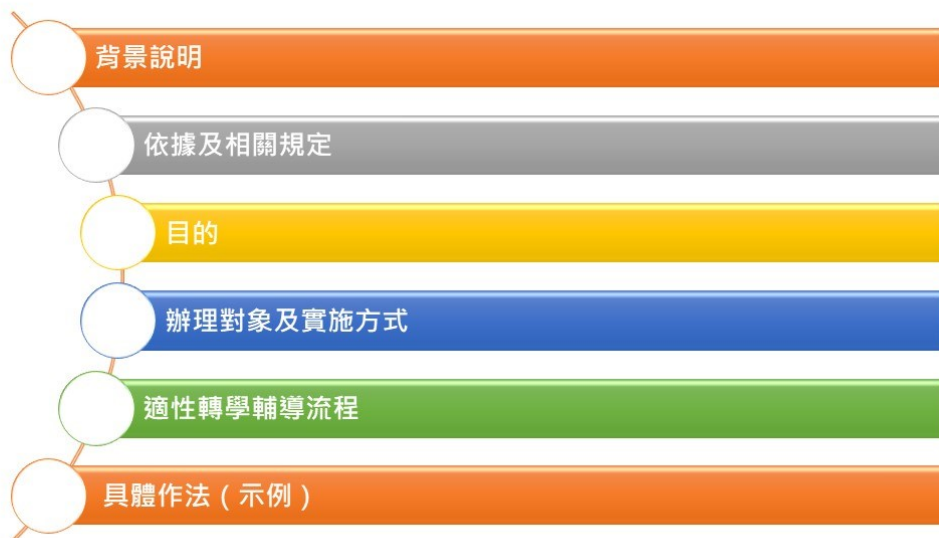 背景說明
依據及相關規定
目的
辦理對象及實施方式
適性轉學輔導流程
具體作法（示例）